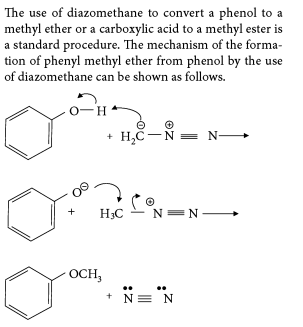 The use of diazomethane to convert a phenol to a
methyl ether or a carboxylic acid to a methyl ester is
a standard procedure. The mechanism of the forma-
tion of phenyl methyl ether from phenol by the use
of diazomethane can be shown as follows.
O—H
+ H₂C⊖—N⊕≡N
O⊖
+ H₃C—N⊕≡N
OCH₃
+ N̈≡N̈